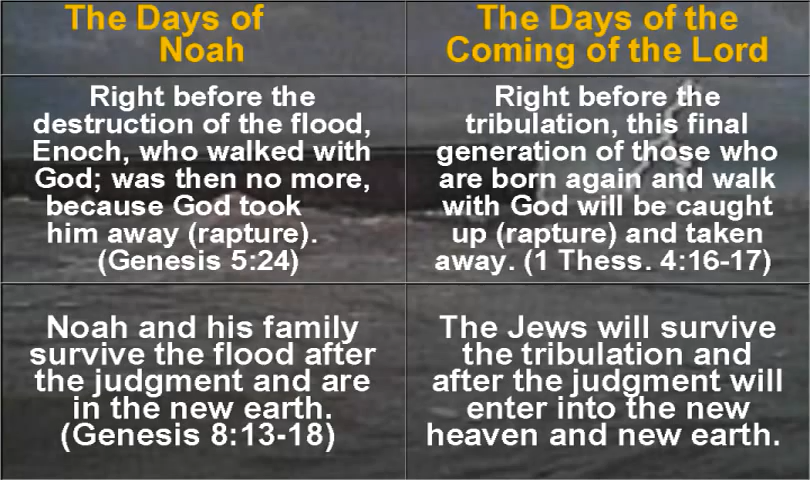 The Days of
Noah
The Days of the
Coming of the Lord
Right before the
destruction of the flood,
Enoch, who walked with
God; was then no more,
because God took
him away (rapture).
(Genesis 5:24)
Right before the
tribulation, this final
generation of those who
are born again and walk
with God will be caught
up (rapture) and taken
away. (1 Thess. 4:16-17)
Noah and his family
survive the flood after
the judgment and are
in the new earth.
(Genesis 8:13-18)
The Jews will survive
the tribulation and
after the judgment will
enter into the new
heaven and new earth.